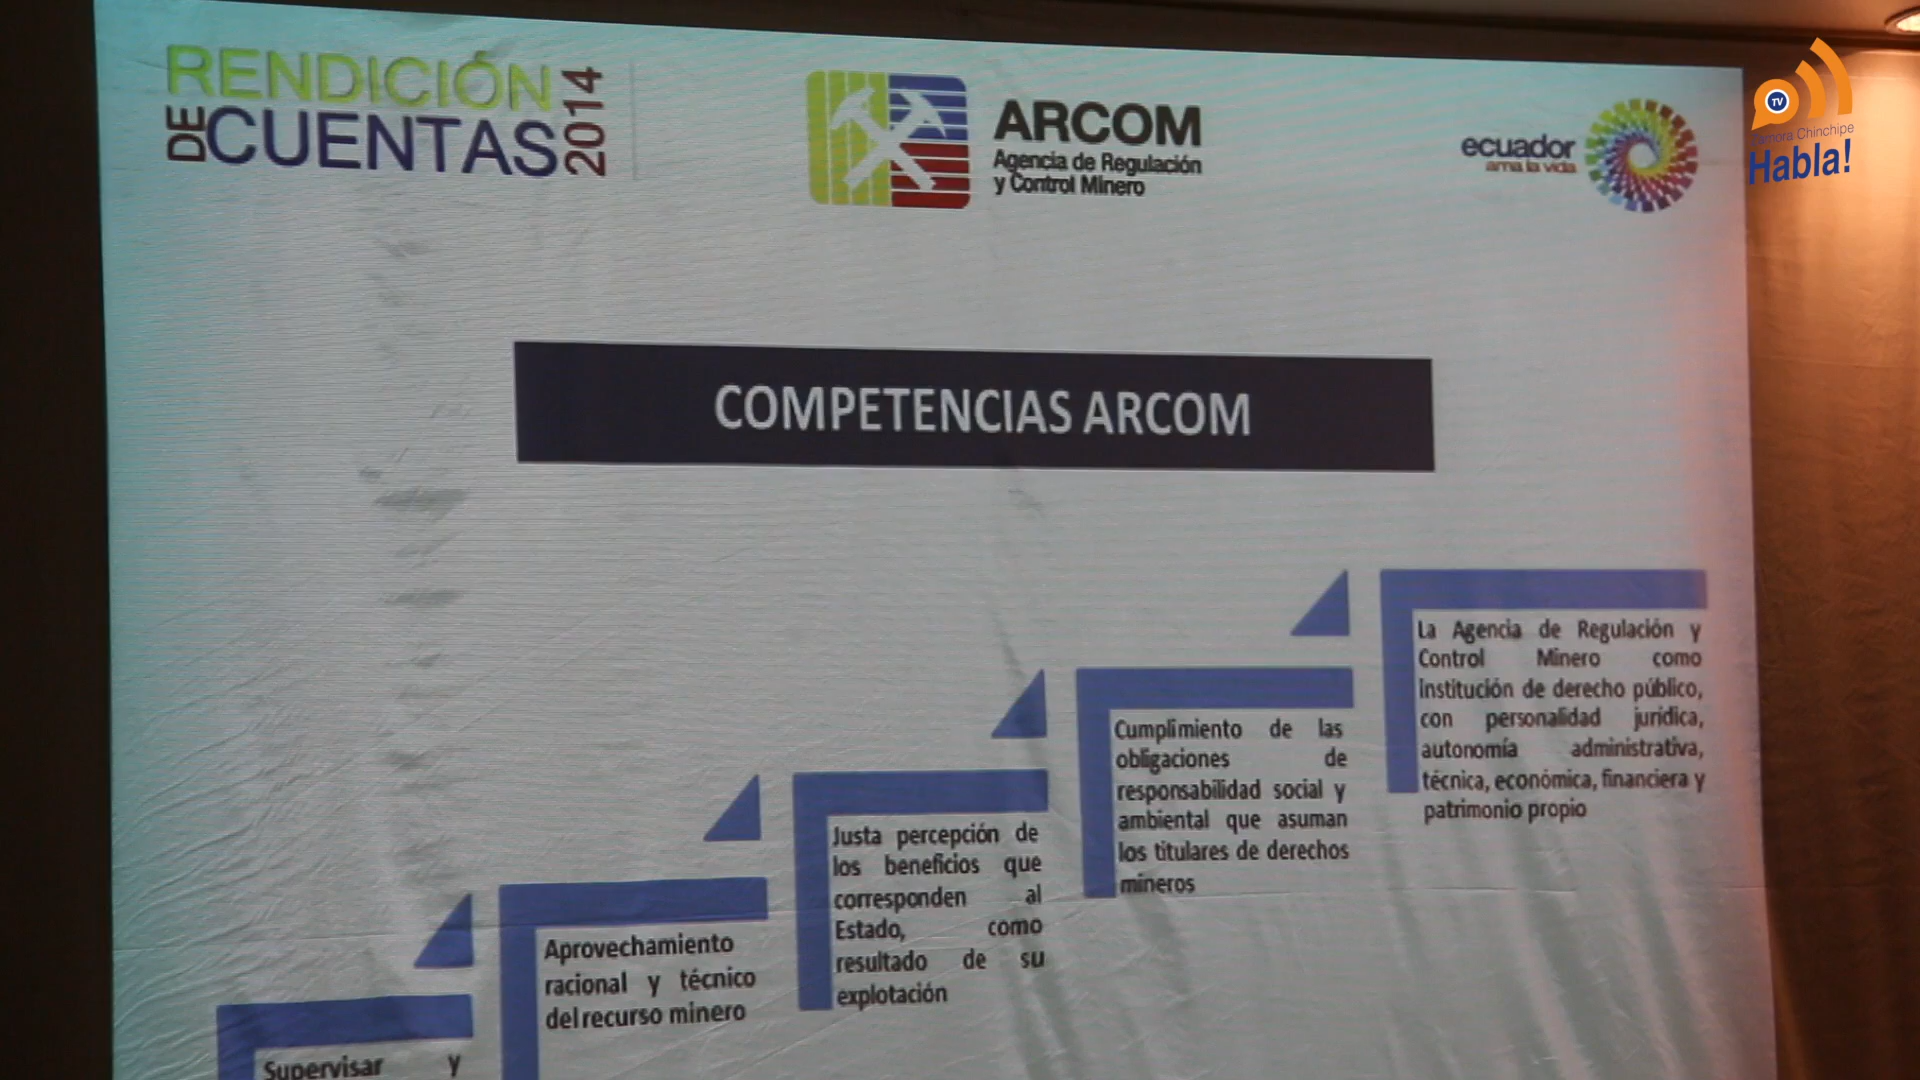 RENDICIÓN
DE CUENTAS 2014
ARCOM
Agencia de Regulación
y Control Minero
ecuador
ama la vida
TV
Zamora Chinchipe
Habla!
COMPETENCIAS ARCOM
Supervisar y
Aprovechamiento
racional y técnico
del recurso minero
Justa percepción de
los beneficios que
corresponden al
Estado, como
resultado de su
explotación
Cumplimiento de las
obligaciones de
responsabilidad social y
ambiental que asuman
los titulares de derechos
mineros
La Agencia de Regulación y
Control Minero como
Institución de derecho público,
con personalidad jurídica,
autonomía administrativa,
técnica, económica, financiera y
patrimonio propio